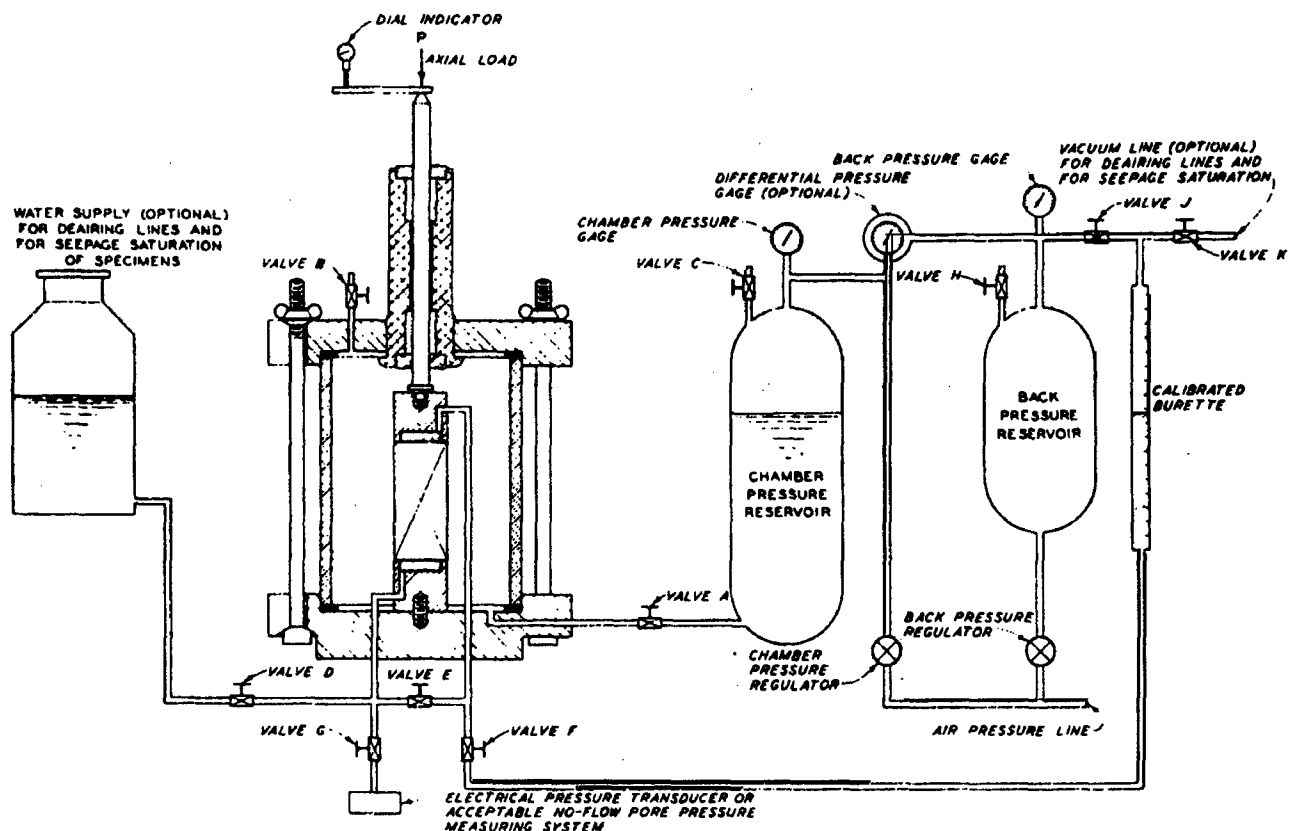 DIAL INDICATOR
P
AXIAL LOAD
WATER SUPPLY (OPTIONAL)
FOR DEAIRING LINES AND
FOR SEEPAGE SATURATION
OF SPECIMENS
VALVE B
BACK PRESSURE GAGE
DIFFERENTIAL PRESSURE
GAGE (OPTIONAL)
CHAMBER PRESSURE
GAGE
VALVE C
VACUUM LINE (OPTIONAL)
FOR DEAIRING LINES AND
FOR SEEPAGE SATURATION
VALVE J
VALVE K
VALVE H
CALIBRATED
BURETTE
BACK
PRESSURE
RESERVOIR
CHAMBER
PRESSURE
RESERVOIR
VALVE A
BACK PRESSURE
REGULATOR
CHAMBER
PRESSURE
REGULATOR
AIR PRESSURE LINE
VALVE D
VALVE E
VALVE G
VALVE F
ELECTRICAL PRESSURE TRANSDUCER OR
ACCEPTABLE NO-FLOW PORE PRESSURE
MEASURING SYSTEM